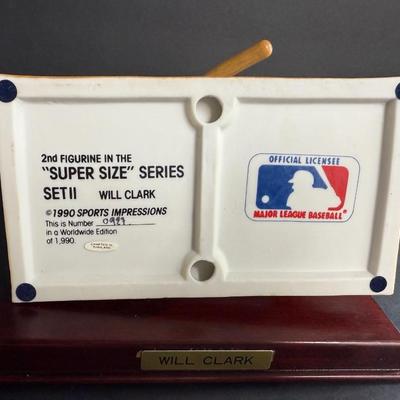 2nd FIGURINE IN THE
"SUPER SIZE" SERIES
SET II WILL CLARK
©1990 SPORTS IMPRESSIONS
This is Number
in a Worldwide Edition
of 1,990.
OFFICIAL LICENSEE
MAJOR LEAGUE BASEBALL
WILL CLARK